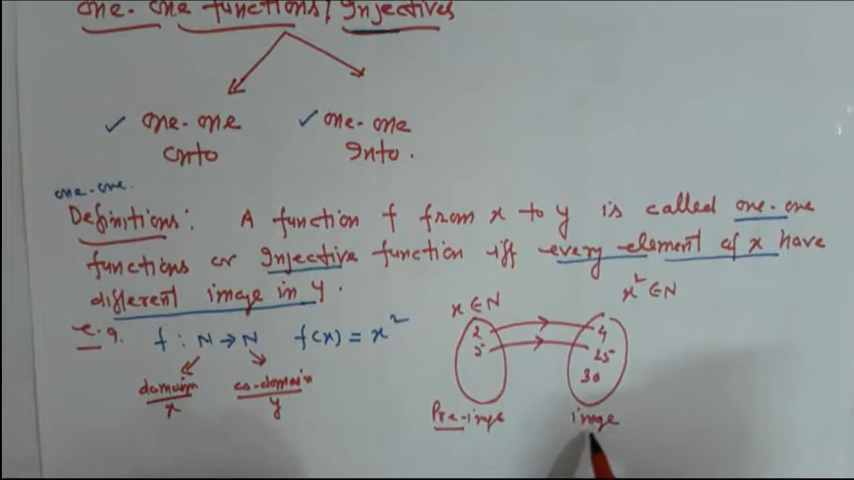 one-one functions/Injectives
✓ one-one ✓ one-one
onto Into.
one-one.
Definitions: A function f from x to y is called one-one
functions or Injective function iff every element of x have
different image in y.
e.g. f : N → N f(x) = x²
domain co-domain
x y
x ∈ N x² ∈ N
2 4
5 25
30
Pre-imge image